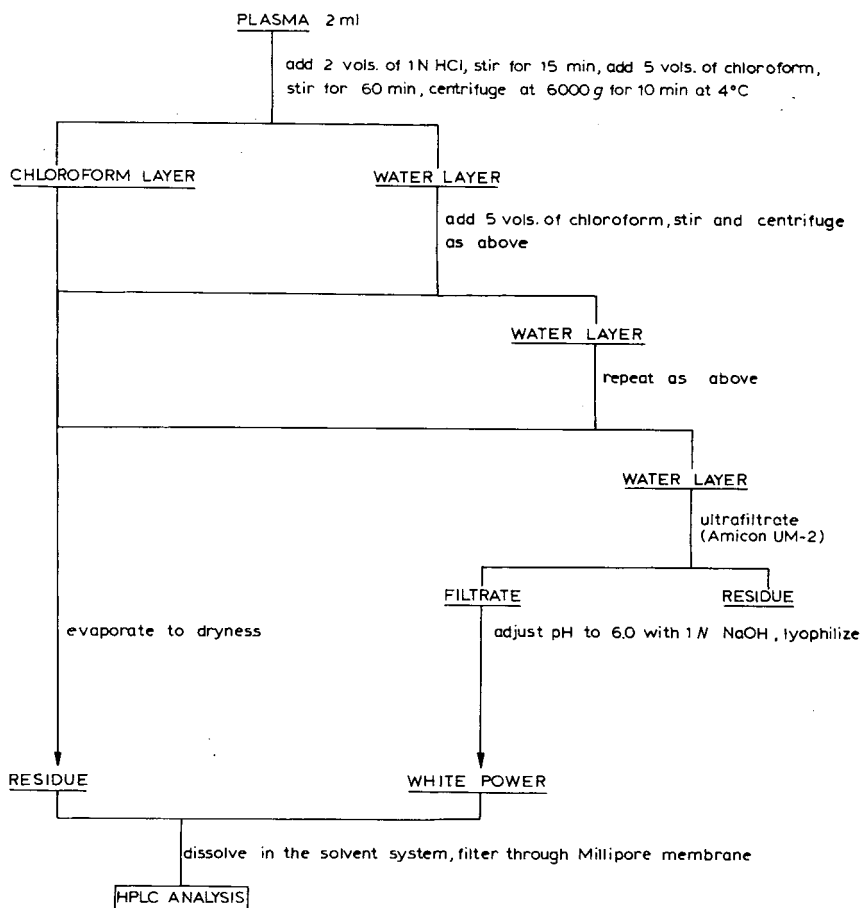 PLASMA 2 ml
add 2 vols. of 1N HCl, stir for 15 min, add 5 vols. of chloroform,
stir for 60 min, centrifuge at 6000 g for 10 min at 4°C
CHLOROFORM LAYER
WATER LAYER
add 5 vols. of chloroform, stir and centrifuge
as above
WATER LAYER
repeat as above
WATER LAYER
ultrafiltrate
(Amicon UM-2)
FILTRATE
RESIDUE
evaporate to dryness
adjust pH to 6.0 with 1N NaOH, lyophilize
RESIDUE
WHITE POWER
dissolve in the solvent system, filter through Millipore membrane
HPLC ANALYSIS